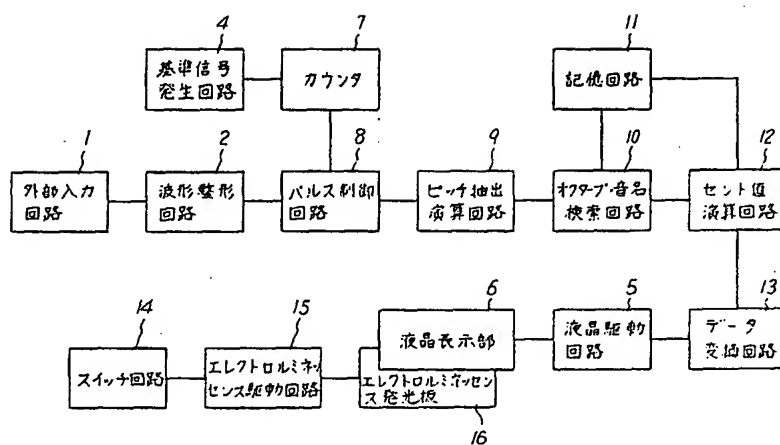 4
7
11
基準信号
発生回路
カウンタ
記憶回路
1
2
8
9
10
12
外部入力
回路
波形整形
回路
パルス制御
回路
ピッチ抽出
演算回路
オクターブ・音名
検索回路
セント値
演算回路
14
15
6
5
13
スイッチ回路
エレクトロルミネッ
センス駆動回路
液晶表示部
エレクトロルミネッセン
ス発光板
液晶駆動
回路
データ
変換回路
16